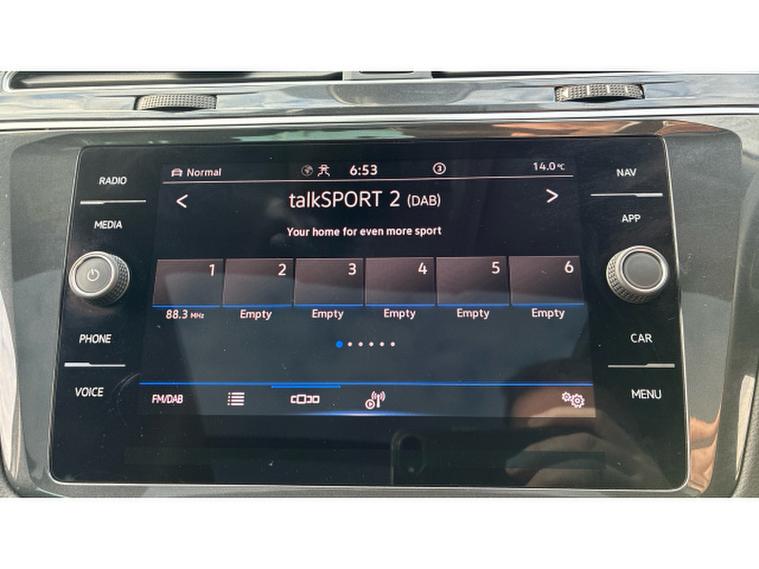 RADIO
MEDIA
PHONE
VOICE
Normal 6:53 3 14.0°C
< talkSPORT 2 (DAB) >
Your home for even more sport
1 2 3 4 5 6
88.3 MHz Empty Empty Empty Empty Empty
FM/DAB
NAV
APP
CAR
MENU